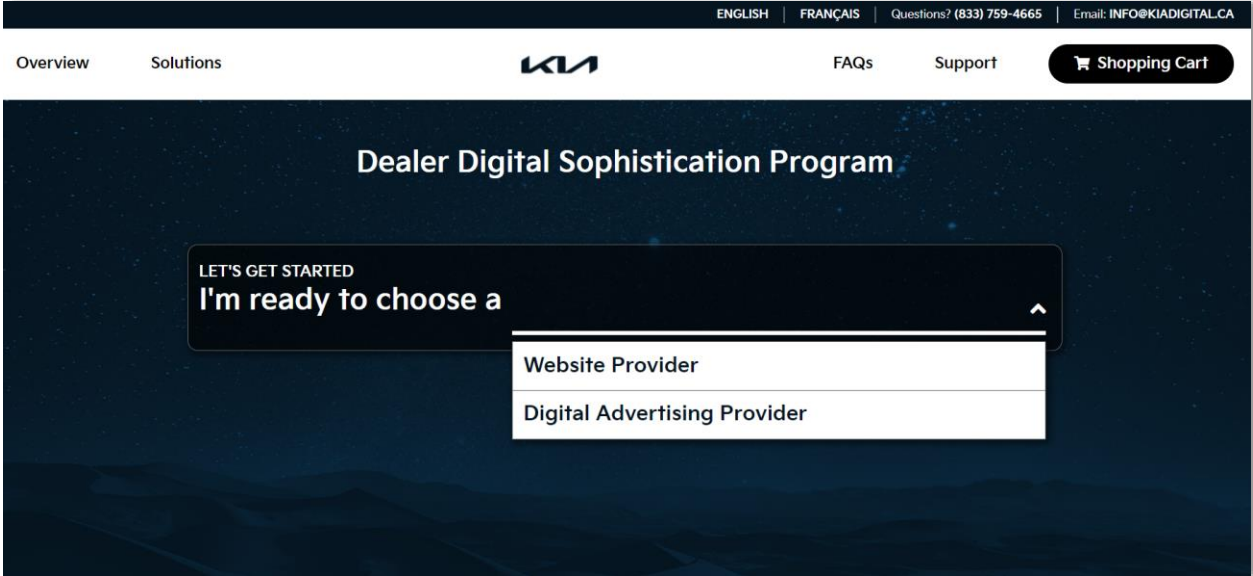 ENGLISH | FRANÇAIS | Questions? (833) 759-4665 | Email: INFO@KIADIGITAL.CA
Overview Solutions KIA FAQs Support Shopping Cart
Dealer Digital Sophistication Program
LET'S GET STARTED
I'm ready to choose a
Website Provider
Digital Advertising Provider